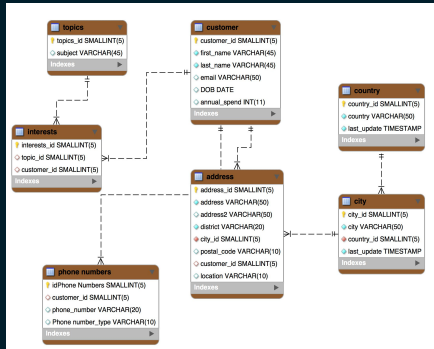 topics
topics_id SMALLINT(5)
subject VARCHAR(45)
Indexes
customer
customer_id SMALLINT(5)
first_name VARCHAR(45)
last_name VARCHAR(45)
email VARCHAR(50)
DOB DATE
annual_spend INT(11)
Indexes
country
country_id SMALLINT(5)
country VARCHAR(50)
last_update TIMESTAMP
Indexes
interests
interests_id SMALLINT(5)
topic_id SMALLINT(5)
customer_id SMALLINT(5)
Indexes
address
address_id SMALLINT(5)
address VARCHAR(50)
address2 VARCHAR(50)
district VARCHAR(20)
city_id SMALLINT(5)
postal_code VARCHAR(10)
customer_id SMALLINT(5)
location VARCHAR(10)
Indexes
city
city_id SMALLINT(5)
city VARCHAR(50)
country_id SMALLINT(5)
last_update TIMESTAMP
Indexes
phone numbers
idPhone Numbers SMALLINT(5)
customer_id SMALLINT(5)
phone_number VARCHAR(20)
Phone number_type VARCHAR(10)
Indexes